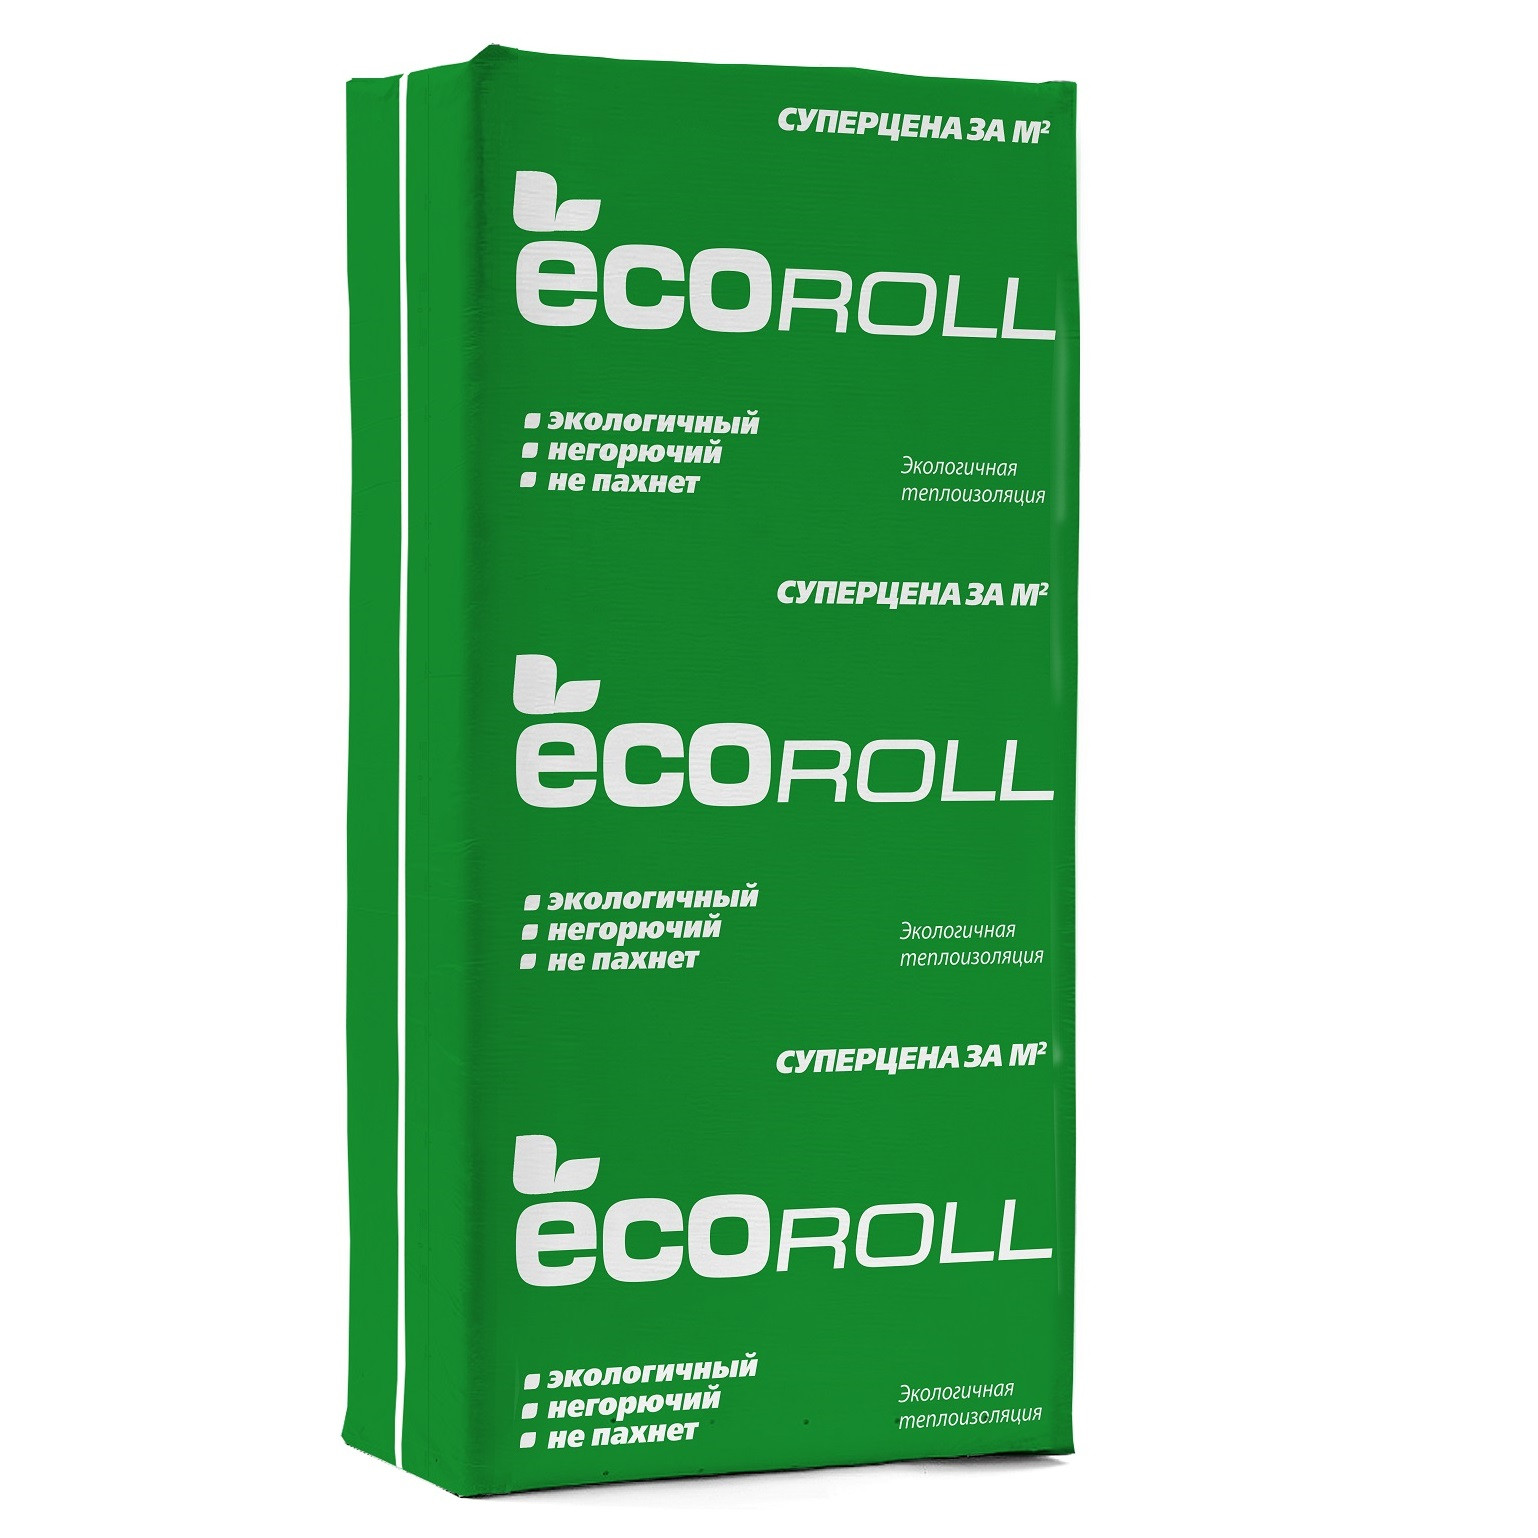 СУПЕРЦЕНА ЗА М²
ecoROLL
экологичный
негорючий
не пахнет
Экологичная
теплоизоляция
СУПЕРЦЕНА ЗА М²
ecoROLL
экологичный
негорючий
не пахнет
Экологичная
теплоизоляция
СУПЕРЦЕНА ЗА М²
ecoROLL
экологичный
негорючий
не пахнет
Экологичная
теплоизоляция